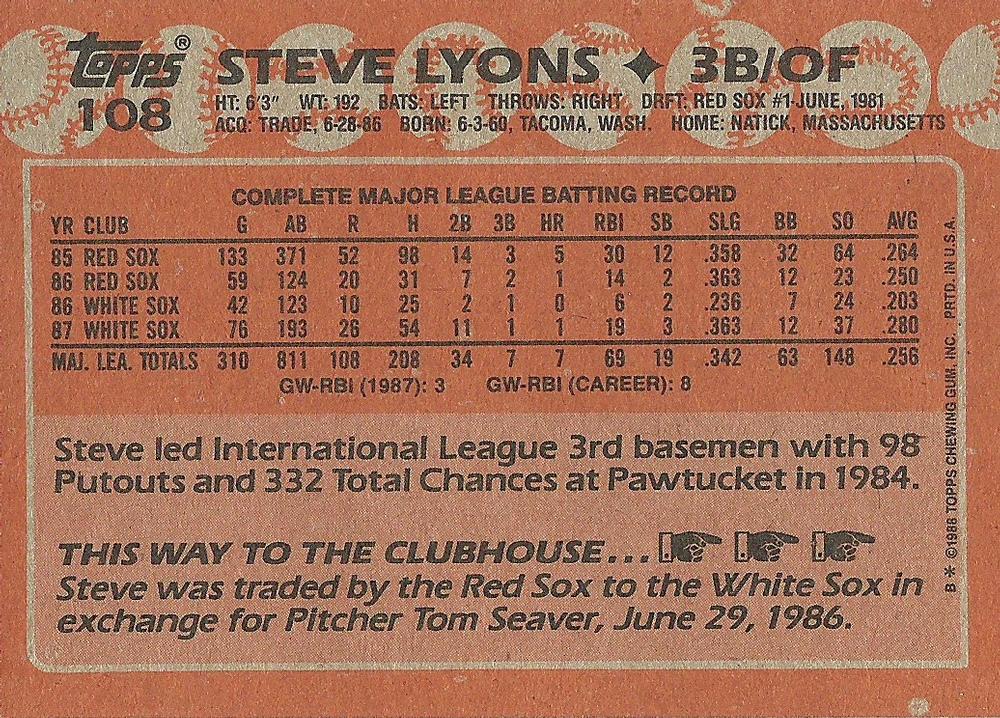 topps®
108
STEVE LYONS ✦ 3B/OF
HT: 6'3" WT: 192 BATS: LEFT THROWS: RIGHT DRFT: RED SOX #1-JUNE, 1981
ACQ: TRADE, 6-28-86 BORN: 6-3-60, TACOMA, WASH. HOME: NATICK, MASSACHUSETTS
COMPLETE MAJOR LEAGUE BATTING RECORD
YR CLUB G AB R H 2B 3B HR RBI SB SLG BB SO AVG
85 RED SOX 133 371 52 98 14 3 5 30 12 .358 32 64 .264
86 RED SOX 59 124 20 31 7 2 1 14 2 .363 12 23 .250
86 WHITE SOX 42 123 10 25 2 1 0 6 2 .236 7 24 .203
87 WHITE SOX 76 193 26 54 11 1 1 19 3 .363 12 37 .280
MAJ. LEA. TOTALS 310 811 108 208 34 7 7 69 19 .342 63 148 .256
GW-RBI (1987): 3 GW-RBI (CAREER): 8
Steve led International League 3rd basemen with 98
Putouts and 332 Total Chances at Pawtucket in 1984.
THIS WAY TO THE CLUBHOUSE...
Steve was traded by the Red Sox to the White Sox in
exchange for Pitcher Tom Seaver, June 29, 1986.
B* ©1988 TOPPS CHEWING GUM, INC. PRTD. IN U.S.A.